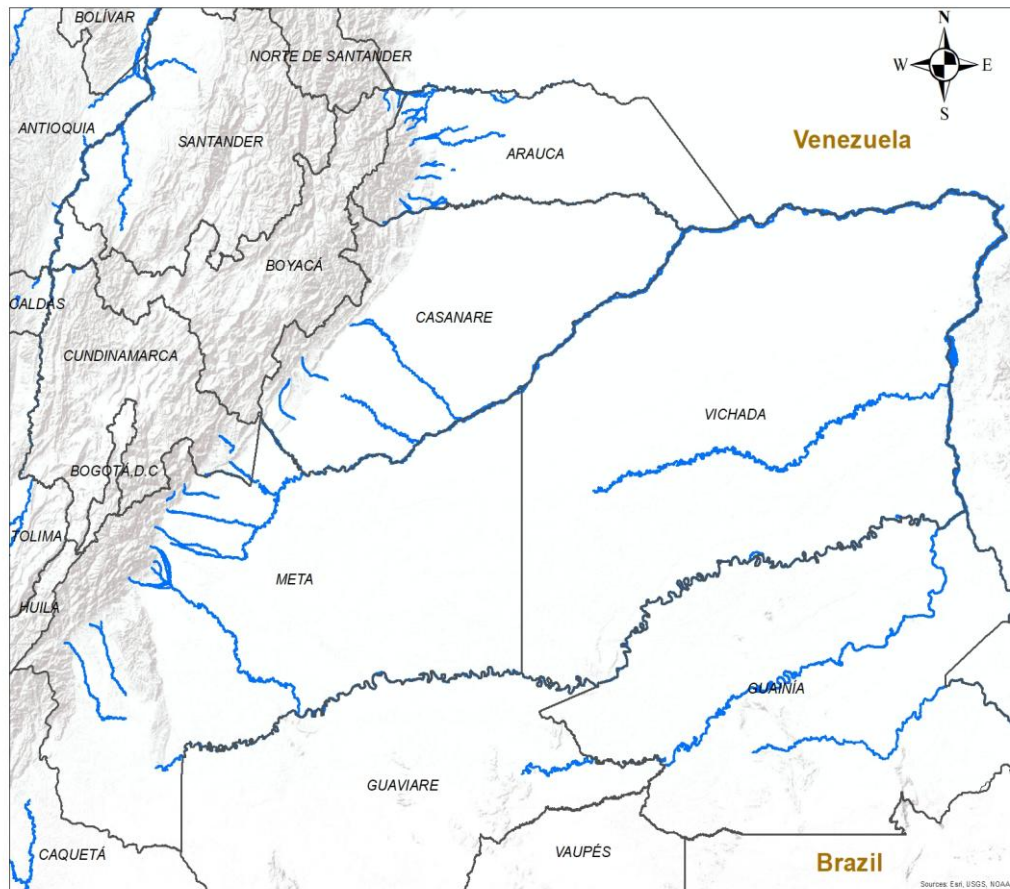 BOLÍVAR
N
NORTE DE SANTANDER
W E
S
ANTIOQUIA
SANTANDER
ARAUCA
Venezuela
BOYACÁ
CALDAS
CASANARE
CUNDINAMARCA
VICHADA
BOGOTÁ D.C
TOLIMA
META
HUILA
GUAINÍA
GUAVIARE
CAQUETÁ
VAUPÉS
Brazil
Sources: Esri, USGS, NOAA